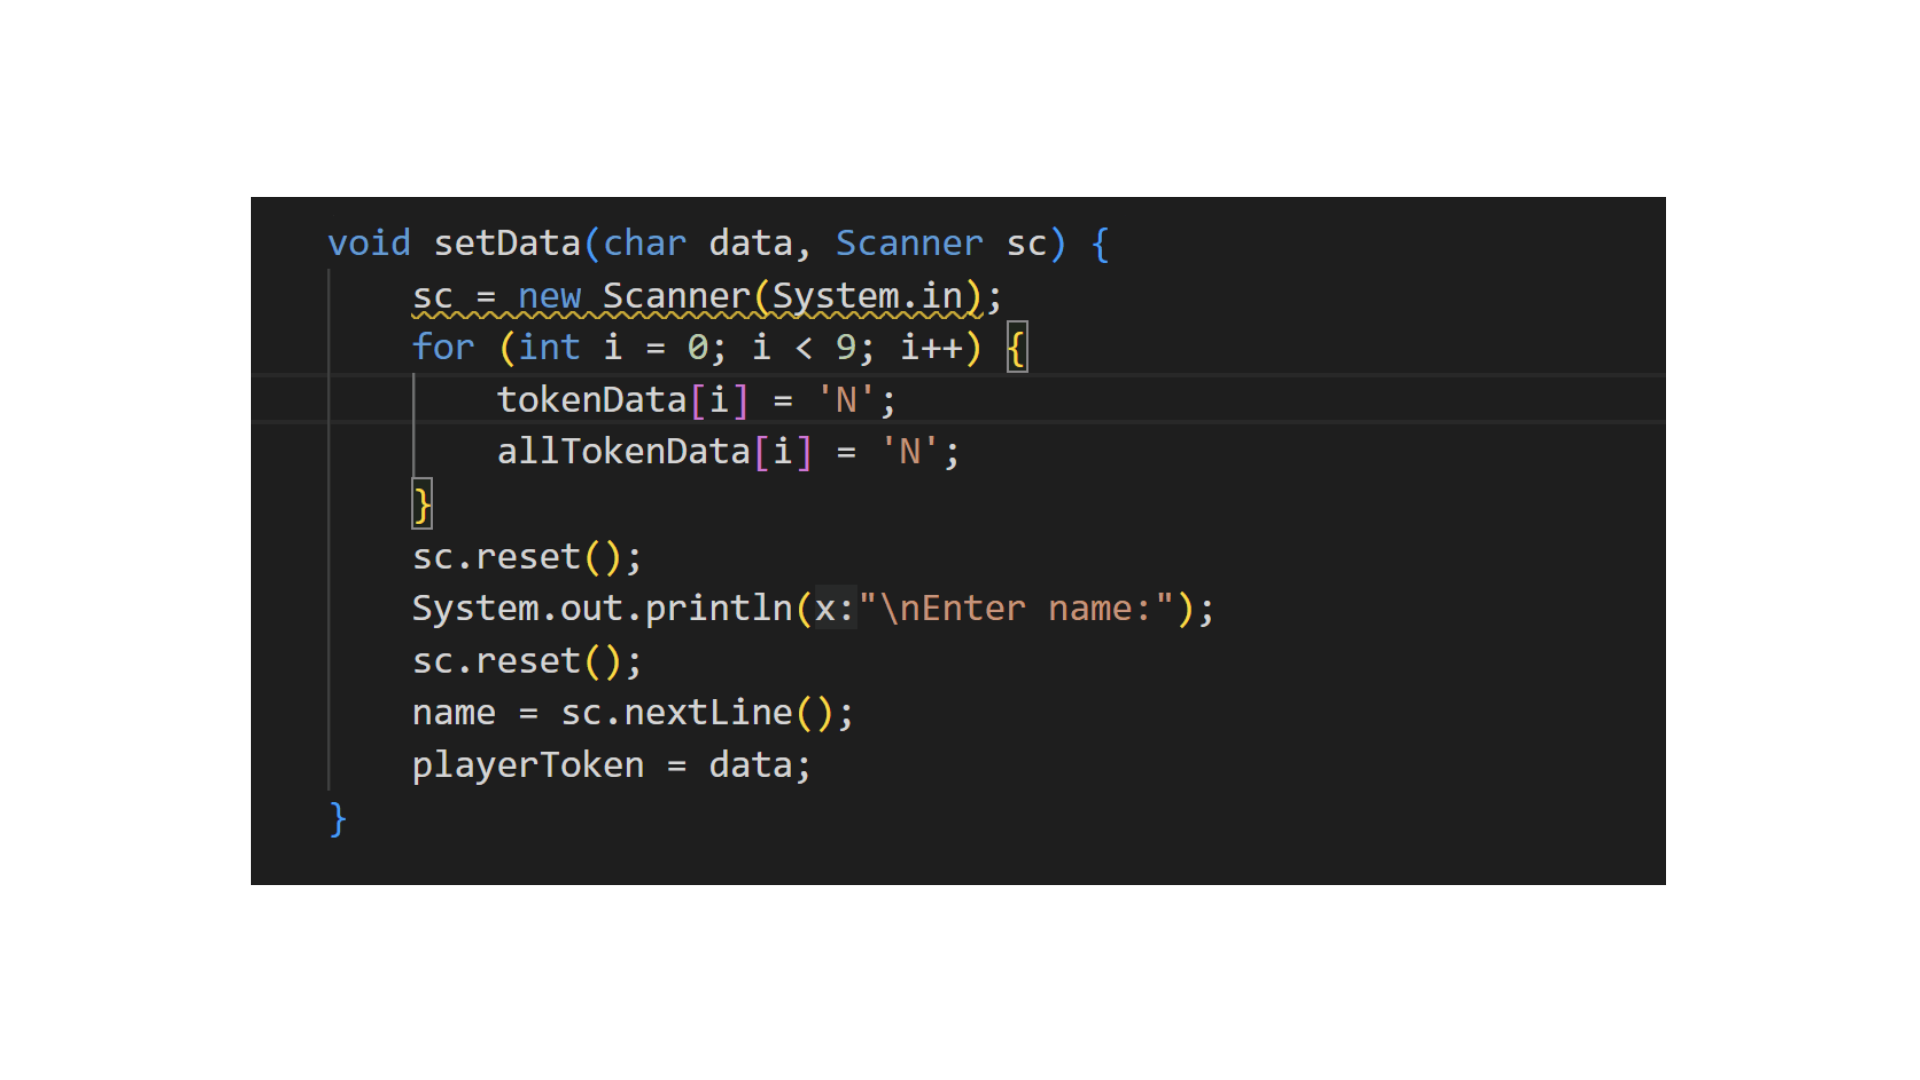 void setData(char data, Scanner sc) {
sc = new Scanner(System.in);
for (int i = 0; i < 9; i++) {
tokenData[i] = 'N';
allTokenData[i] = 'N';
}
sc.reset();
System.out.println(x:"\nEnter name:");
sc.reset();
name = sc.nextLine();
playerToken = data;
}